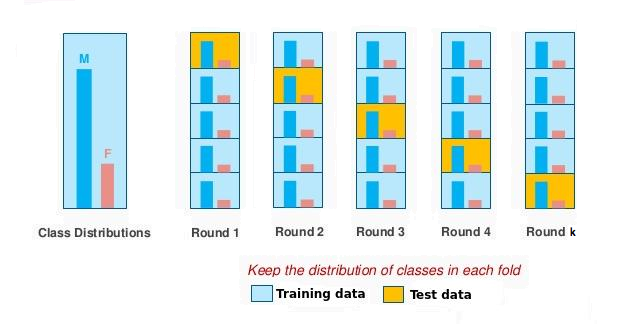 M
F
Class Distributions
Round 1
Round 2
Round 3
Round 4
Round k
Keep the distribution of classes in each fold
Training data
Test data